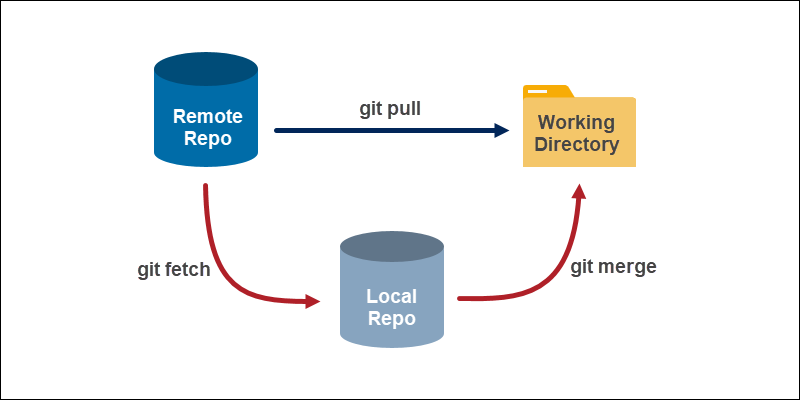 Remote
Repo
git pull
Working
Directory
git fetch
Local
Repo
git merge